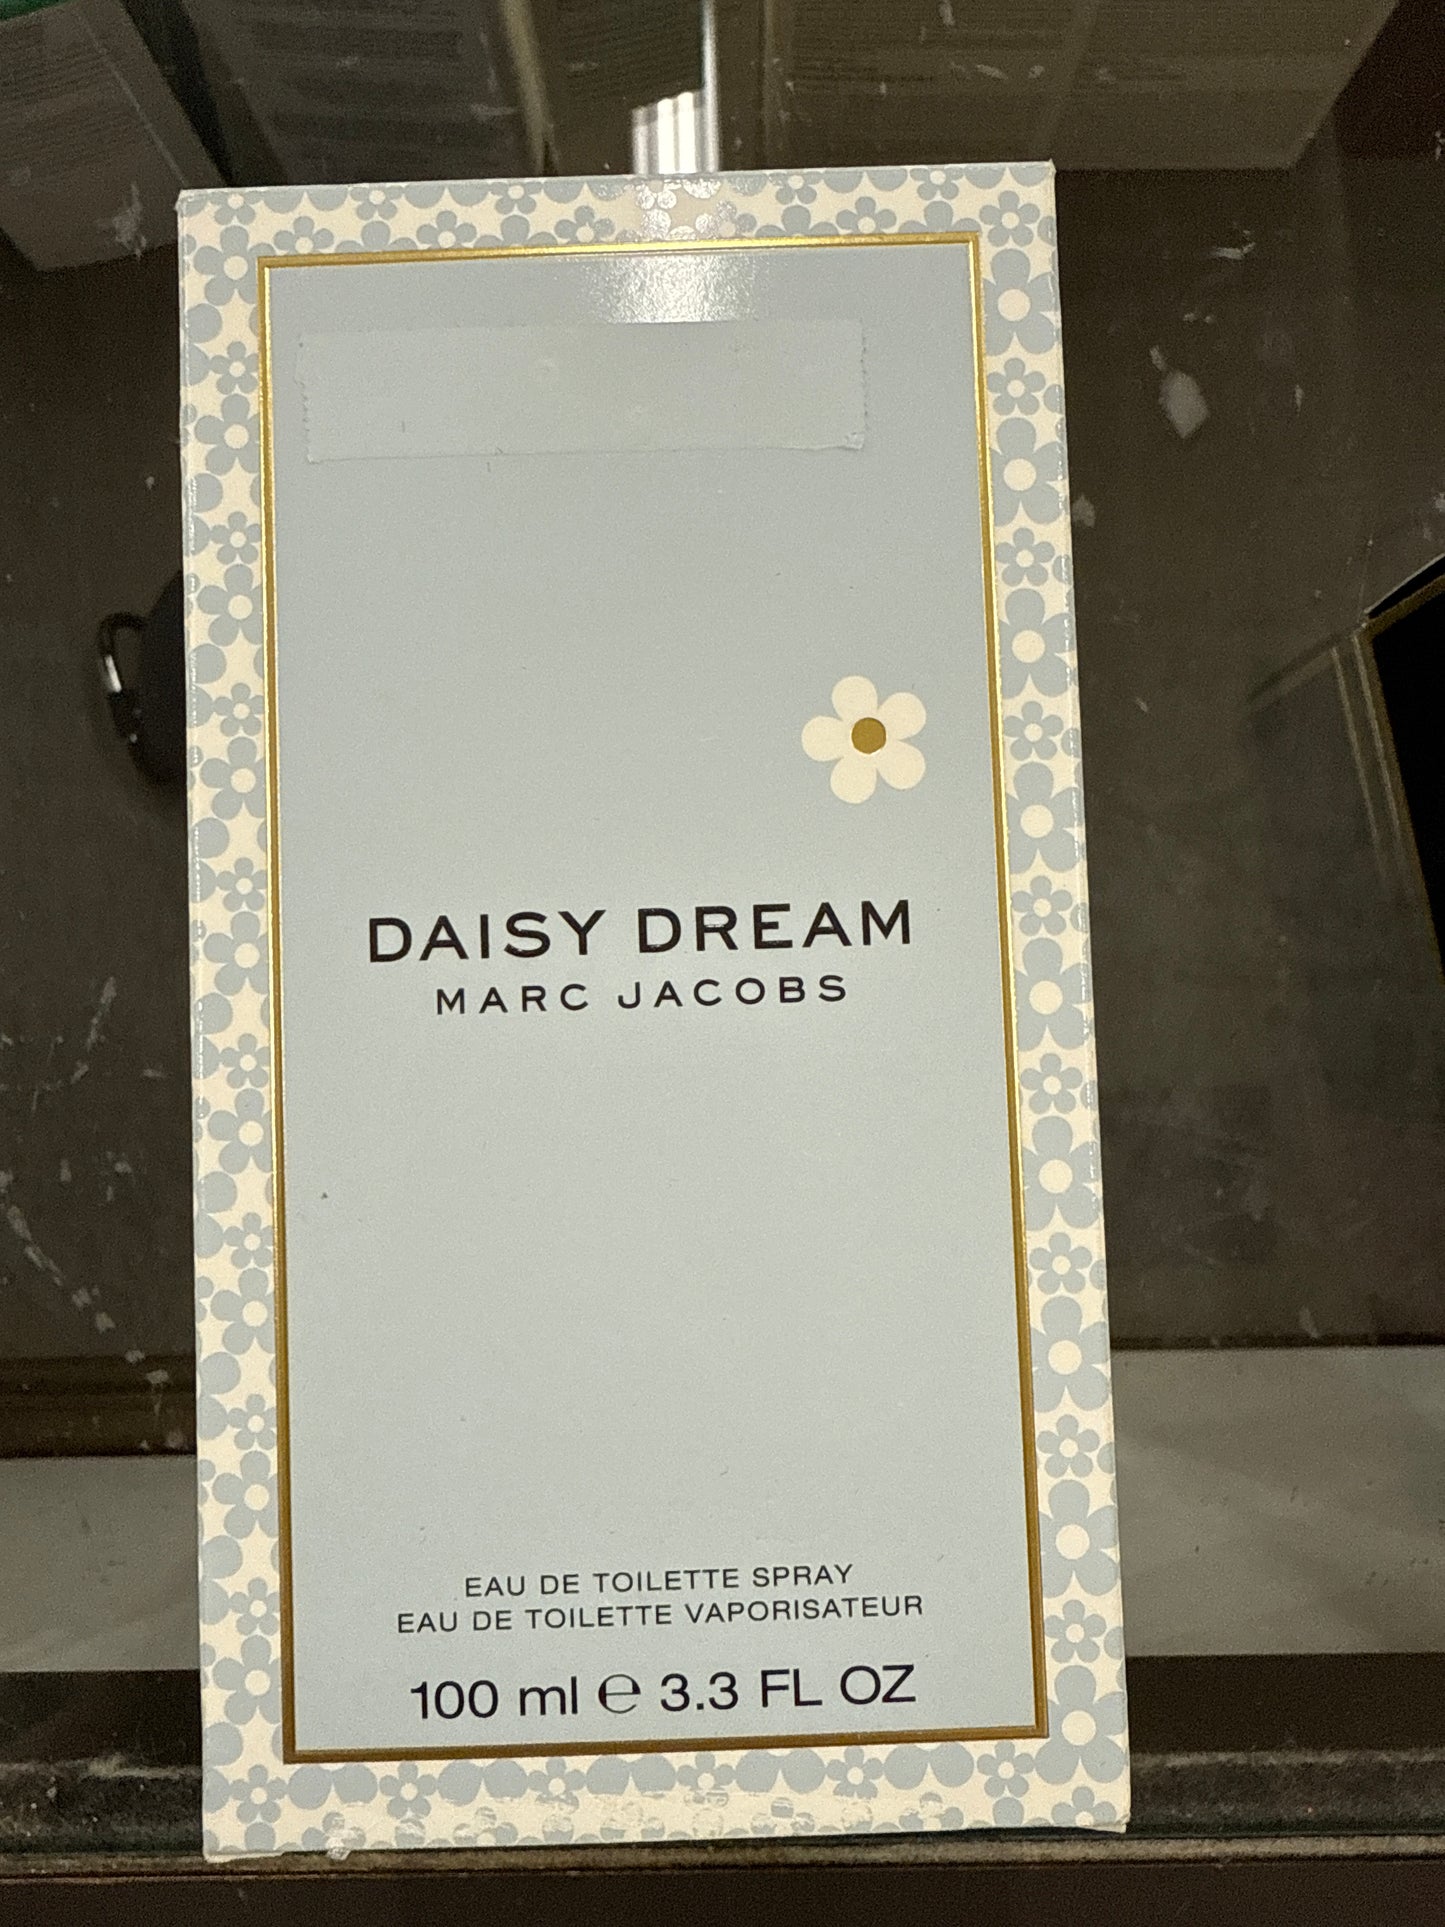 DAISY DREAM
MARC JACOBS
EAU DE TOILETTE SPRAY
EAU DE TOILETTE VAPORISATEUR
100 ml ℮ 3.3 FL OZ